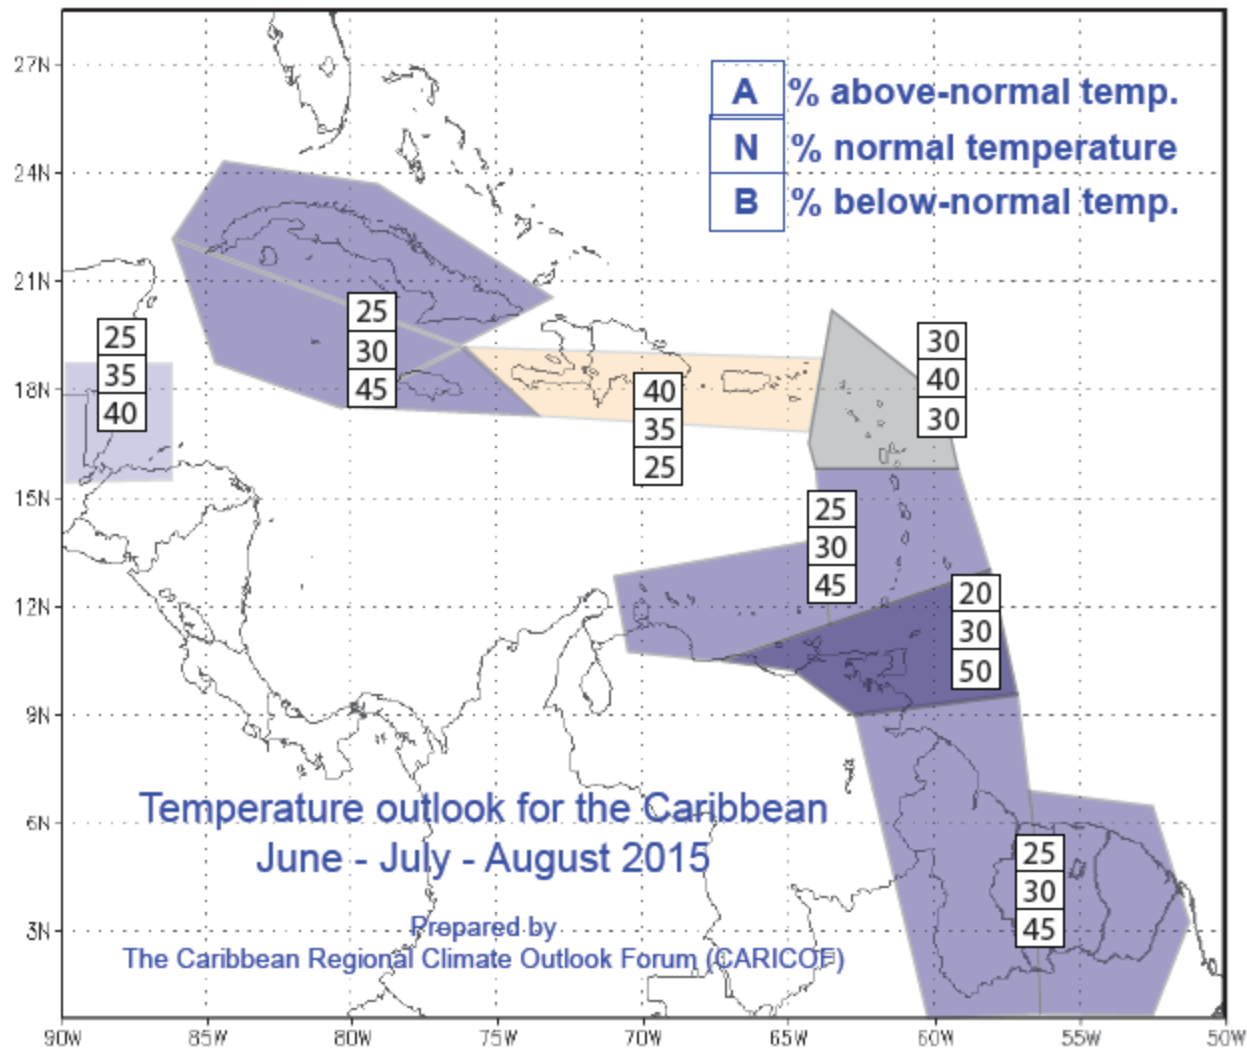 27N
24N
21N
18N
15N
12N
9N
6N
3N
A % above-normal temp.
N % normal temperature
B % below-normal temp.
25
35
40
25
30
45
40
35
25
30
40
30
25
30
45
20
30
50
25
30
45
Temperature outlook for the Caribbean
June - July - August 2015
Prepared by
The Caribbean Regional Climate Outlook Forum (CARICOF)
90W 85W 80W 75W 70W 65W 60W 55W 50W